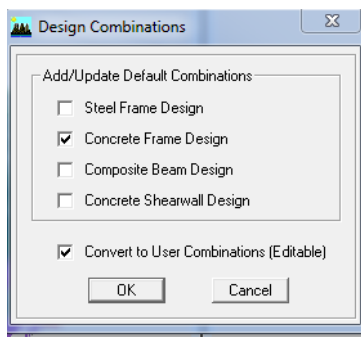 Design Combinations
Add/Update Default Combinations
Steel Frame Design
Concrete Frame Design
Composite Beam Design
Concrete Shearwall Design
Convert to User Combinations (Editable)
OK
Cancel